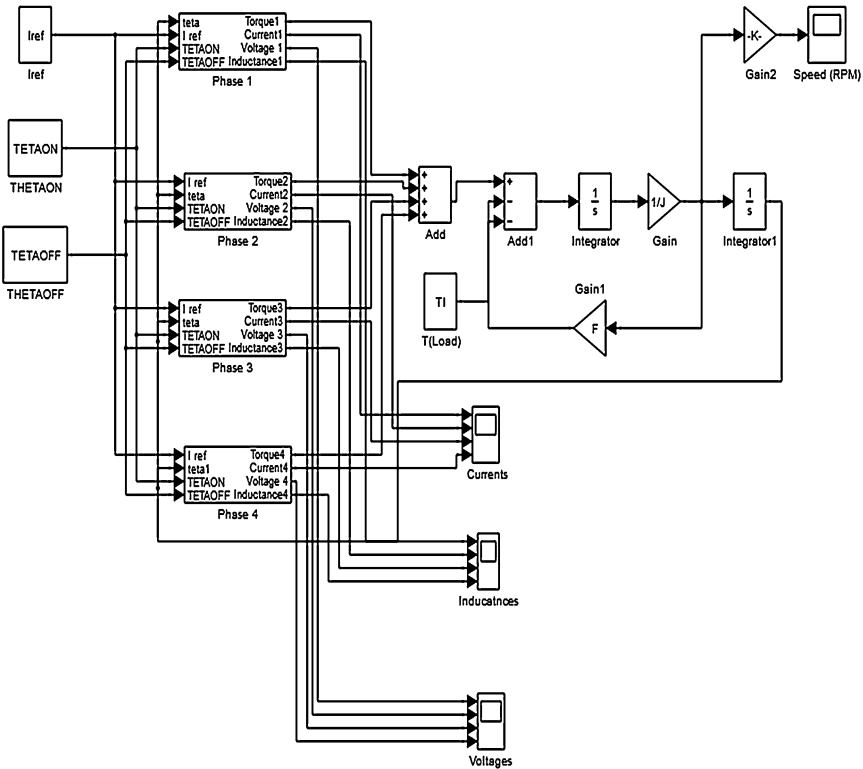 Iref
Iref
TETAON
THETAON
TETAOFF
THETAOFF
teta
I ref
TETAON
TETAOFF
Torque1
Current1
Voltage 1
Inductance1
Phase 1
I ref
teta
TETAON
TETAOFF
Torque2
Current2
Voltage 2
Inductance2
Phase 2
I ref
teta
TETAON
TETAOFF
Torque3
Current3
Voltage 3
Inductance3
Phase 3
I ref
teta1
TETAON
TETAOFF
Torque4
Current4
Voltage 4
Inductance4
Phase 4
+
+
+
+
Add
+
−
−
Add1
1
s
Integrator
1/J
Gain
1
s
Integrator1
-K-
Gain2
Speed (RPM)
Tl
T(Load)
Gain1
F
Currents
Inducatnces
Voltages